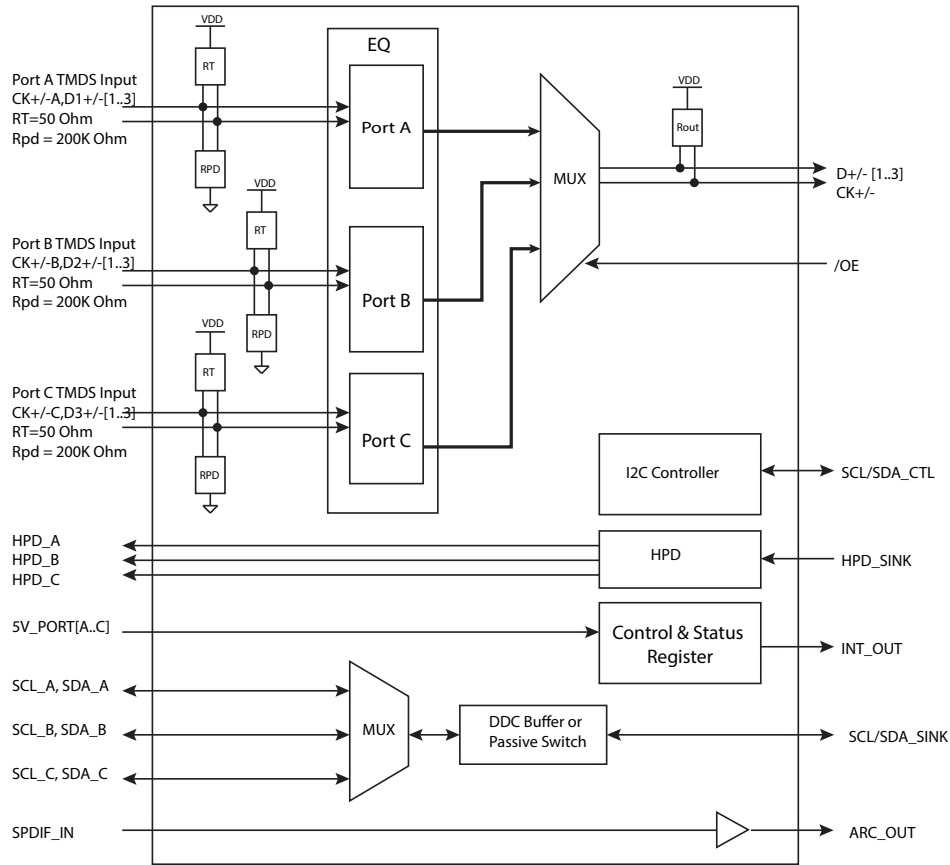 VDD
RT
EQ
Port A TMDS Input
CK+/-A,D1+/-[1..3]
RT=50 Ohm
Rpd = 200K Ohm
Port A
RPD
VDD
Rout
MUX
D+/- [1..3]
CK+/-
VDD
RT
Port B TMDS Input
CK+/-B,D2+/-[1..3]
RT=50 Ohm
Rpd = 200K Ohm
Port B
RPD
/OE
VDD
RT
Port C TMDS Input
CK+/-C,D3+/-[1..3]
RT=50 Ohm
Rpd = 200K Ohm
Port C
RPD
I2C Controller
SCL/SDA_CTL
HPD_A
HPD_B
HPD_C
HPD
HPD_SINK
5V_PORT[A..C]
Control & Status
Register
INT_OUT
SCL_A, SDA_A
SCL_B, SDA_B
SCL_C, SDA_C
MUX
DDC Buffer or
Passive Switch
SCL/SDA_SINK
SPDIF_IN
ARC_OUT